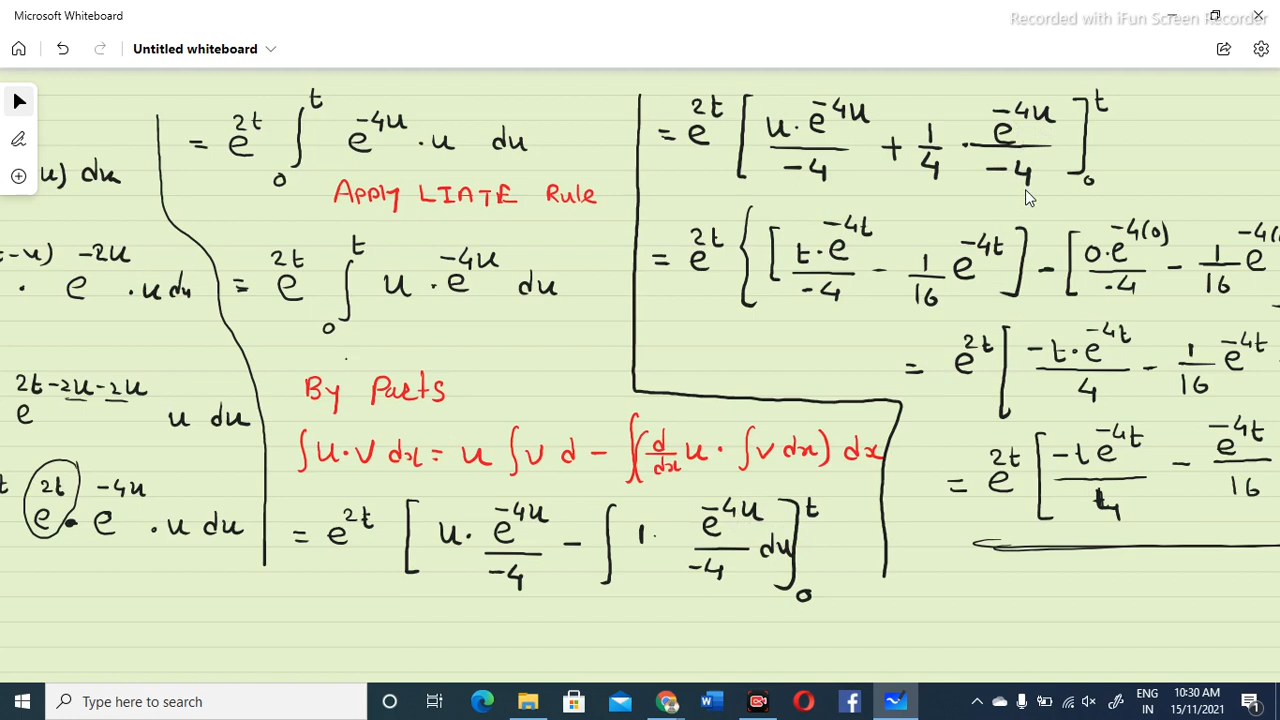 Microsoft Whiteboard
Recorded with iFun Screen Recorder
Untitled whiteboard
u) du
t-u) -2u
· e · u du
2t-2u-2u
e u du
t 2t -4u
e · e · u du
= e^2t ∫_0^t e^-4u · u du
Apply LIATE Rule
= e^2t ∫_0^t u · e^-4u du
By Parts
∫u·v dx = u ∫v d - ∫(d/dx u · ∫v dx) dx
= e^2t [u · e^-4u/-4 - ∫ 1 · e^-4u/-4 du]_0^t
= e^2t [u · e^-4u/-4 + 1/4 · e^-4u/-4]_0^t
= e^2t {[t · e^-4t/-4 - 1/16 e^-4t] - [0 · e^-4(0)/-4 - 1/16 e^-4(
= e^2t [-t · e^-4t/4 - 1/16 e^-4t
= e^2t [-t e^-4t/4 - e^-4t/16
Type here to search
ENG
IN
10:30 AM
15/11/2021
1